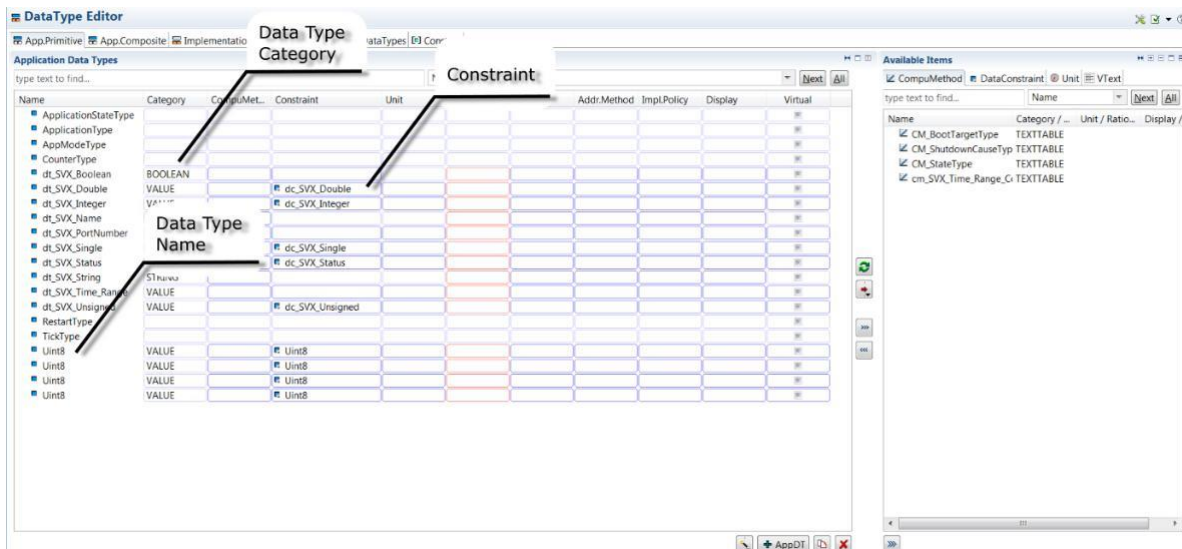 DataType Editor
App.Primitive App.Composite Implementatio ataTypes Con
Data Type
Category
Constraint
Data Type
Name
Application Data Types
type text to find... Next All
Name Category CompuMet... Constraint Unit Addr.Method Impl.Policy Display Virtual
ApplicationStateType
ApplicationType
AppModeType
CounterType
dt_SVX_Boolean BOOLEAN
dt_SVX_Double VALUE dc_SVX_Double
dt_SVX_Integer dc_SVX_Integer
dt_SVX_Name
dt_SVX_PortNumber
dt_SVX_Single dc_SVX_Single
dt_SVX_Status dc_SVX_Status
dt_SVX_String STRING
dt_SVX_Time_Range VALUE
dt_SVX_Unsigned VALUE dc_SVX_Unsigned
RestartType
TickType
Uint8 VALUE Uint8
Uint8 VALUE Uint8
Uint8 VALUE Uint8
Uint8 VALUE Uint8
AppDT
Available Items
CompuMethod DataConstraint Unit VText
type text to find... Name Next All
Name Category / ... Unit / Ratio... Display /
CM_BootTargetType TEXTTABLE
CM_ShutdownCauseTyp TEXTTABLE
CM_StateType TEXTTABLE
cm_SVX_Time_Range_Cc TEXTTABLE